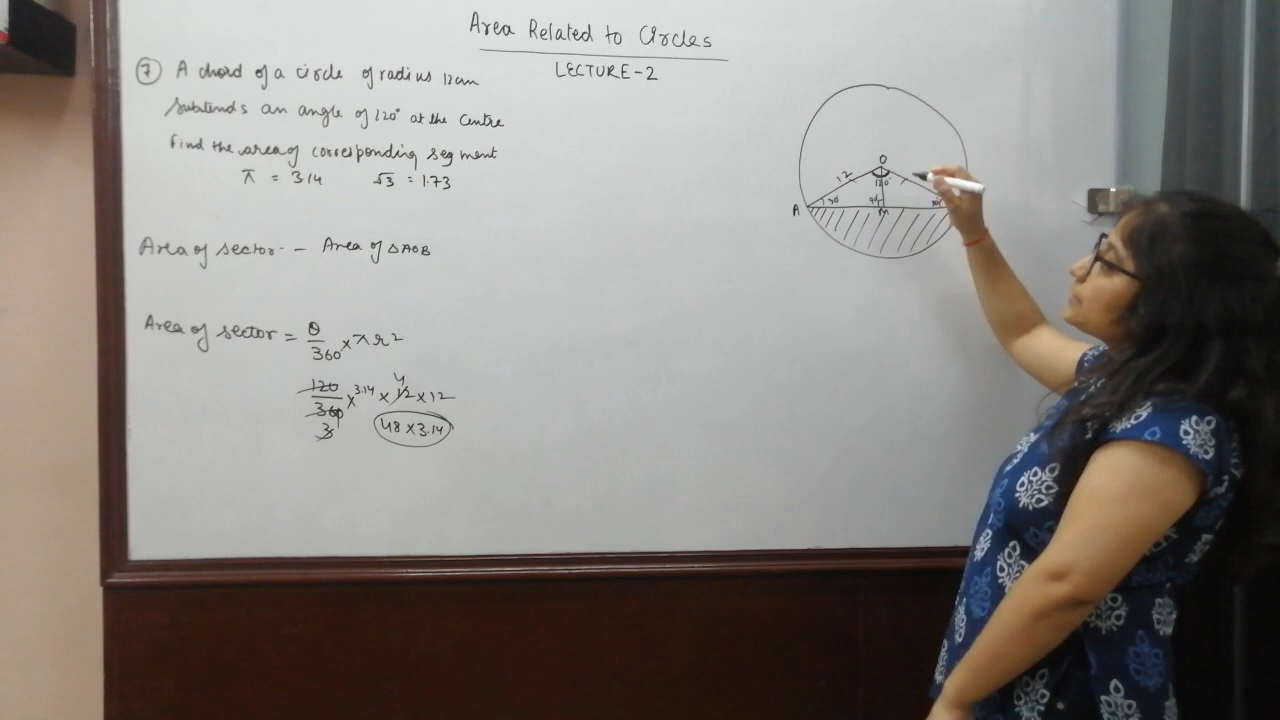 Area Related to Circles
LECTURE-2
7 A chord of a circle of radius 12cm
Subtends an angle of 120° at the Centre
Find the area of corresponding segment
π = 3.14 √3 = 1.73
Area of sector - Area of △AOB
Area of sector = θ/360 × πr²
120/360 × 3.14 × 12 × 12
3 4
48 × 3.14
O
12 120°
A 30° M